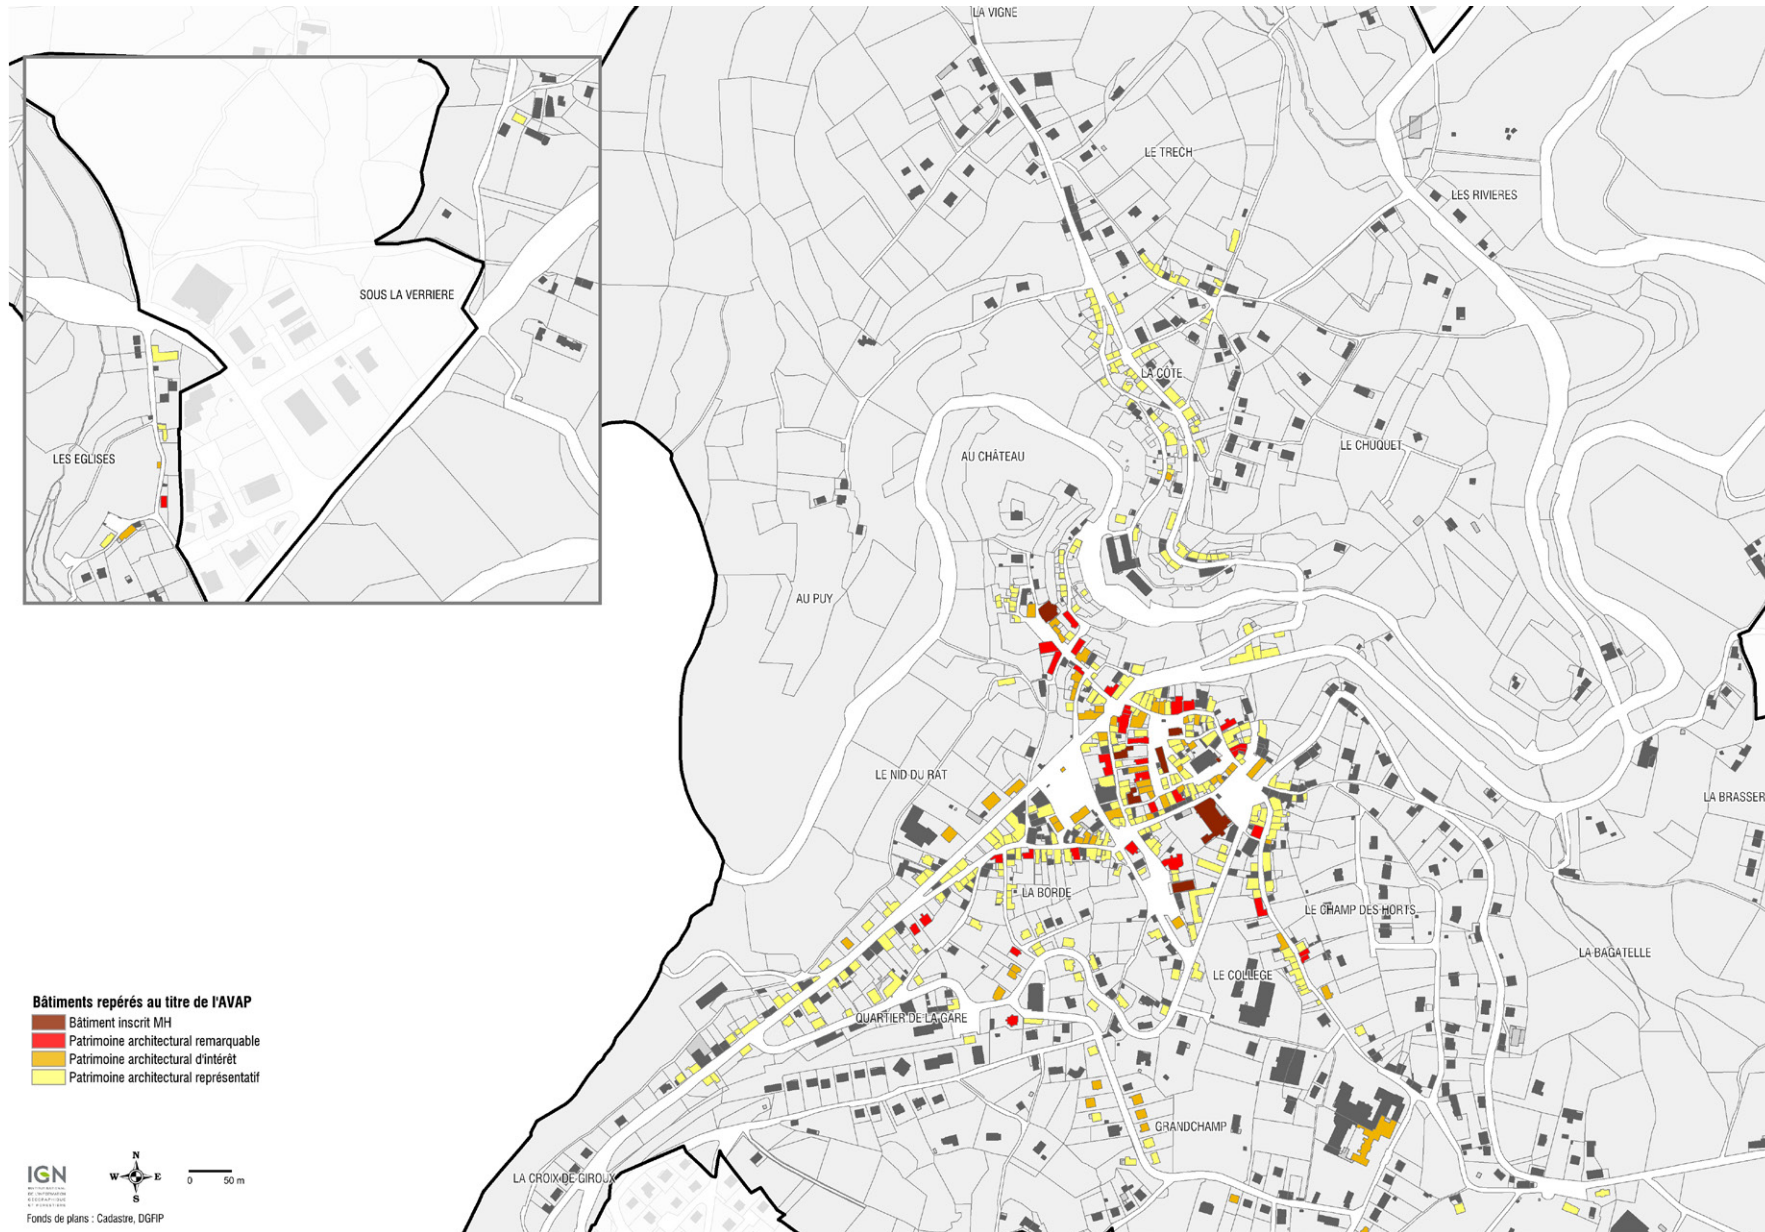 LA VIGNE
LE TRECH
LES RIVIERES
SOUS LA VERRIERE
LA CÔTE
LE CHUQUET
AU CHÂTEAU
LES EGLISES
AU PUY
LE NID DU RAT
LA BRASSER
LA BORDE
LE CHAMP DES HORTS
LA BAGATELLE
LE COLLEGE
QUARTIER DE LA GARE
GRANDCHAMP
LA CROIX DE GIROUX
Bâtiments repérés au titre de l'AVAP
Bâtiment inscrit MH
Patrimoine architectural remarquable
Patrimoine architectural d'intérêt
Patrimoine architectural représentatif
IGN
N
W
E
S
0 50 m
Fonds de plans : Cadastre, DGFIP